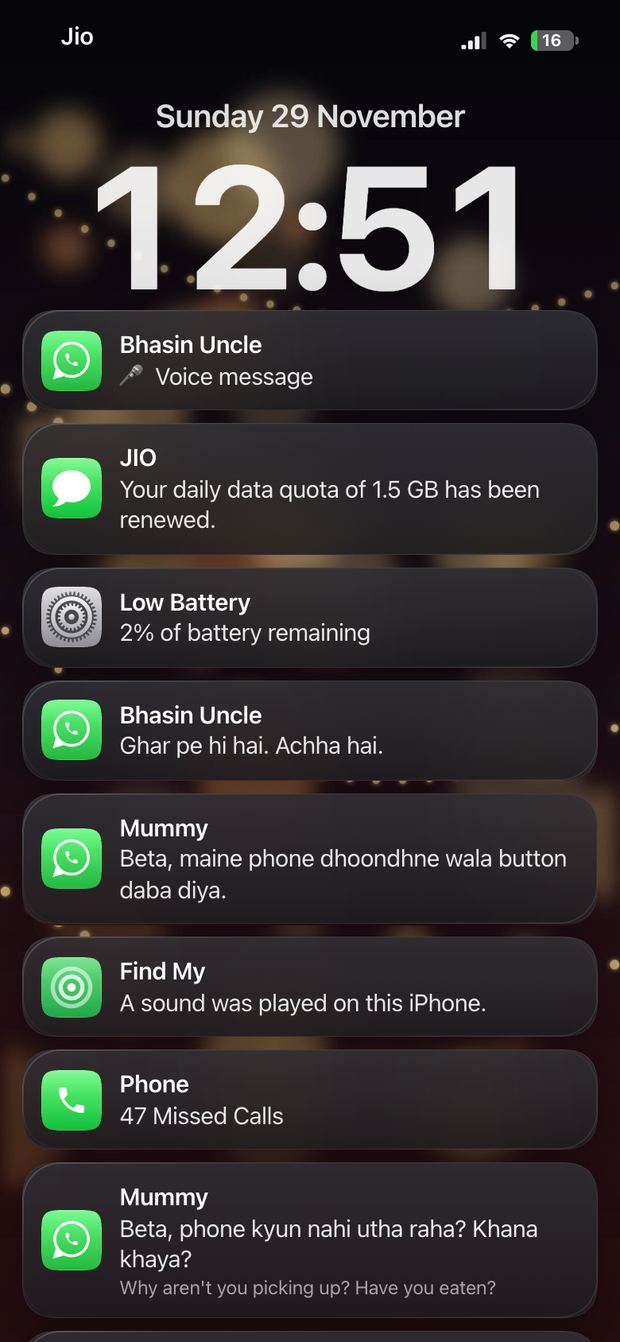 Jio
16
Sunday 29 November
12:51
Bhasin Uncle
🎤 Voice message
JIO
Your daily data quota of 1.5 GB has been
renewed.
Low Battery
2% of battery remaining
Bhasin Uncle
Ghar pe hi hai. Achha hai.
Mummy
Beta, maine phone dhoondhne wala button
daba diya.
Find My
A sound was played on this iPhone.
Phone
47 Missed Calls
Mummy
Beta, phone kyun nahi utha raha? Khana
khaya?
Why aren't you picking up? Have you eaten?